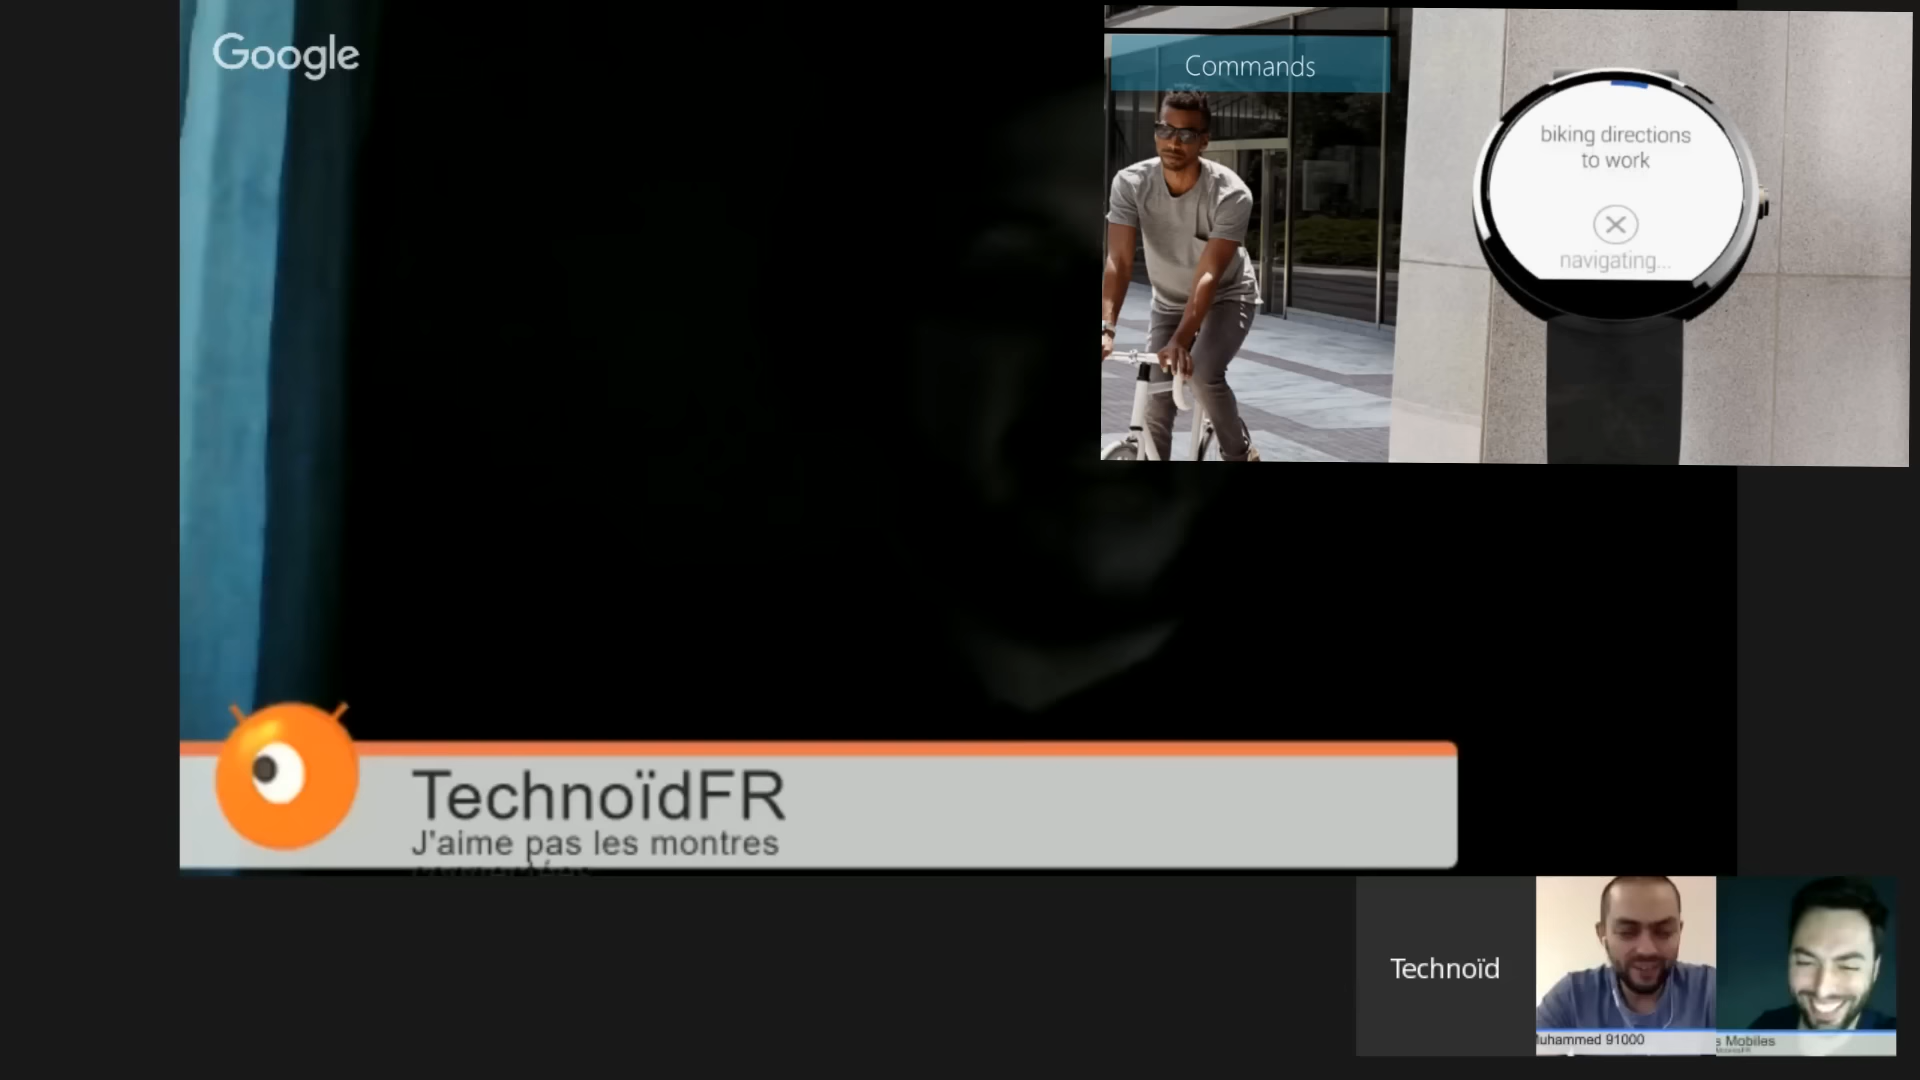 Google
Commands
biking directions
to work
navigating...
TechnoïdFR
J'aime pas les montres
Technoïd
uhammed 91000
s Mobiles